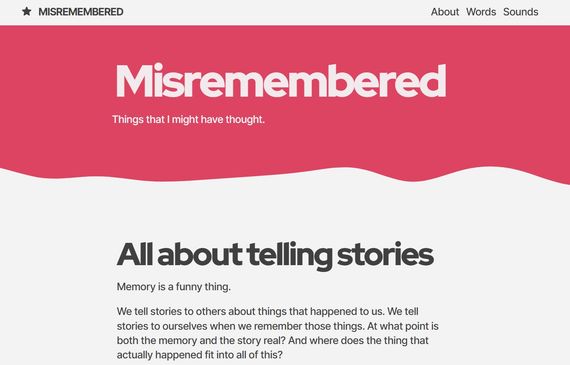 MISREMEMBERED
About Words Sounds
Misremembered
Things that I might have thought.
All about telling stories
Memory is a funny thing.
We tell stories to others about things that happened to us. We tell
stories to ourselves when we remember those things. At what point is
both the memory and the story real? And where does the thing that
actually happened fit into all of this?